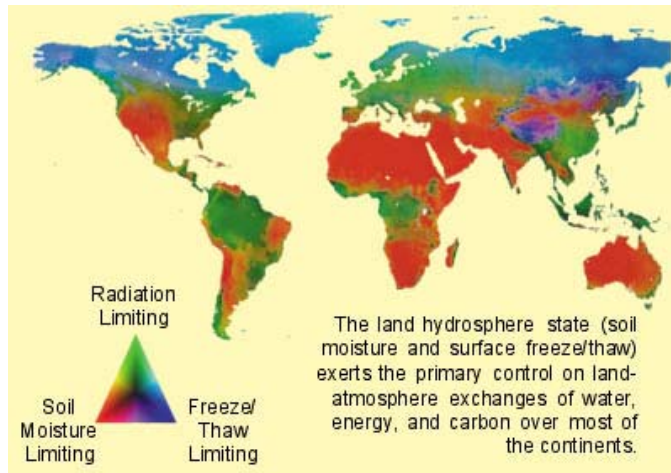 Radiation
Limiting
Soil
Moisture
Limiting
Freeze/
Thaw Limiting
The land hydrosphere state (soil
moisture and surface freeze/thaw)
exerts the primary control on land-
atmosphere exchanges of water,
energy, and carbon over most of
the continents.